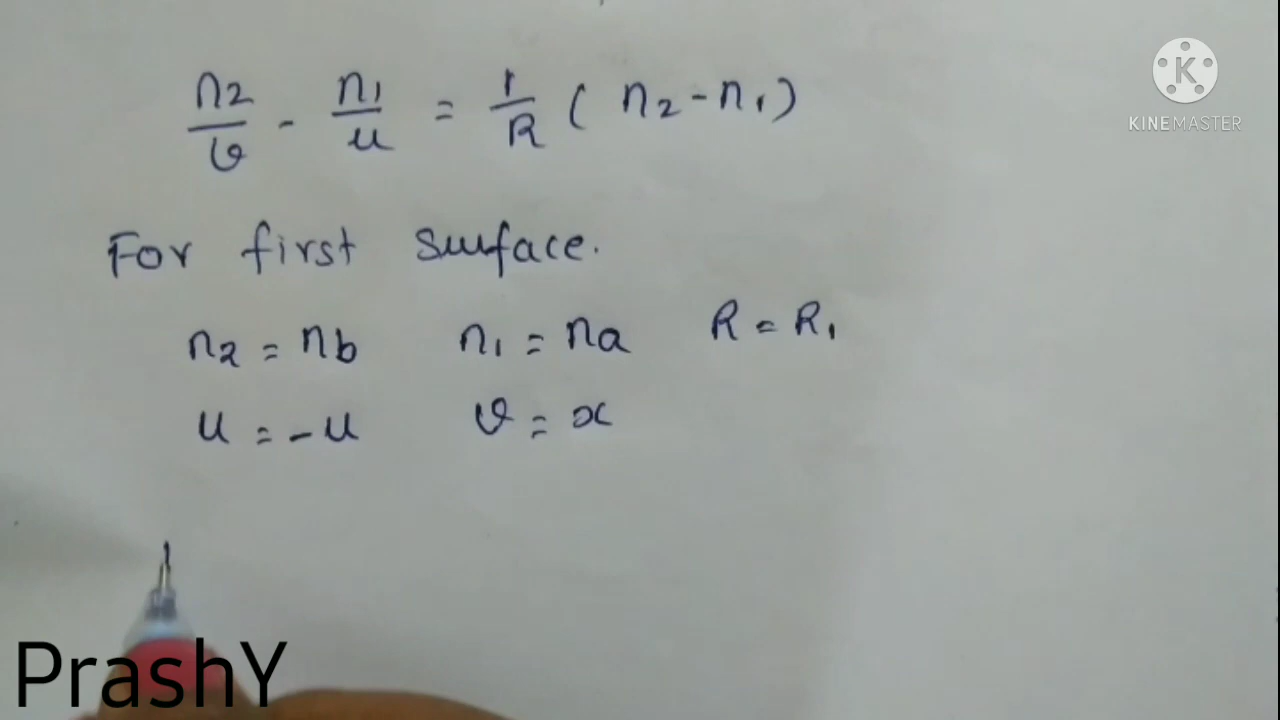 n2/v - n1/u = 1/R ( n2 - n1 )
KINEMASTER
For first surface.
n2 = nb n1 = na R = R1
u = -u v = x
PrashY